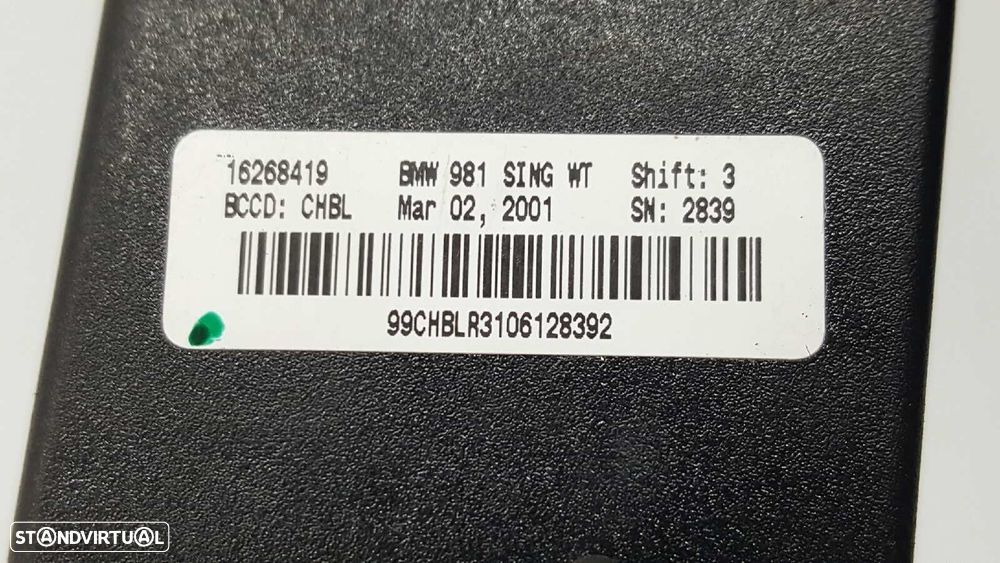 16268419 BMW 981 SING WT Shift: 3
BCCD: CHBL Mar 02, 2001 SN: 2839
99CHBLR3106128392
STANDVIRTUAL